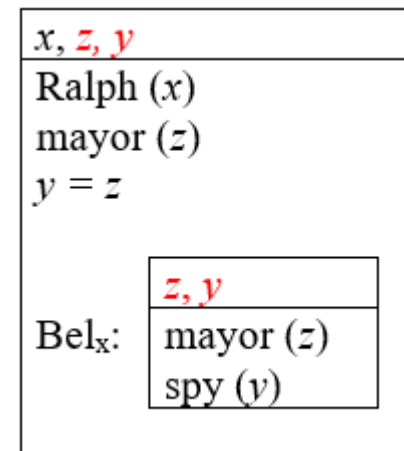 x, z, y
Ralph (x)
mayor (z)
y = z
z, y
Belx: mayor (z)
spy (y)